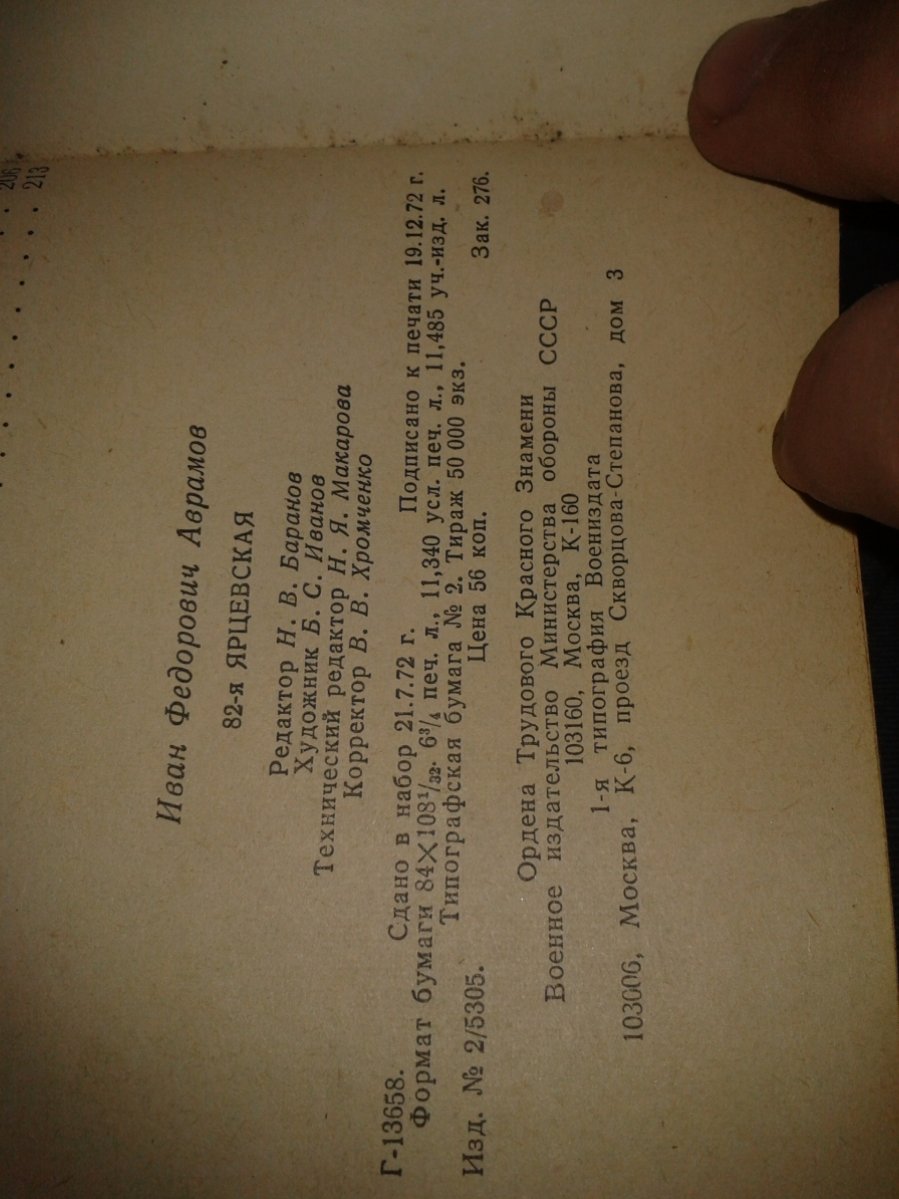 206
213
Иван Федорович Аврамов
82-я ЯРЦЕВСКАЯ
Редактор Н. В. Баранов
Художник Б. С. Иванов
Технический редактор Н. Я. Макарова
Корректор В. В. Хромченко
Г-13658. Сдано в набор 21.7.72 г. Подписано к печати 19.12.72 г.
Формат бумаги 84×108¹/₃₂. 6³/₄ печ. л., 11,340 усл. печ. л., 11,485 уч.-изд. л.
Типографская бумага № 2. Тираж 50 000 экз.
Изд. № 2/5305. Цена 56 коп. Зак. 276.
Ордена Трудового Красного Знамени
Военное издательство Министерства обороны СССР
103160, Москва, К-160
1-я типография Воениздата
103006, Москва, К-6, проезд Скворцова-Степанова, дом 3